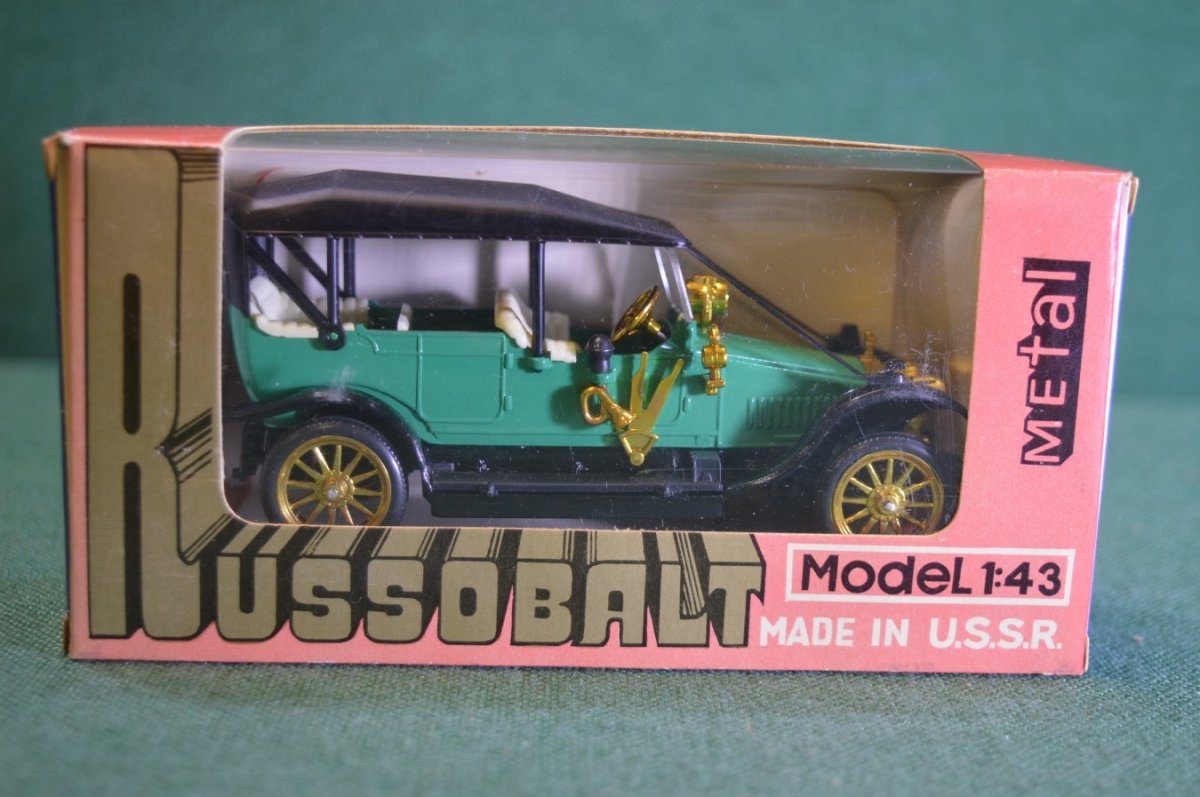 Metal
RUSSOBALT
Model 1:43
MADE IN U.S.S.R.